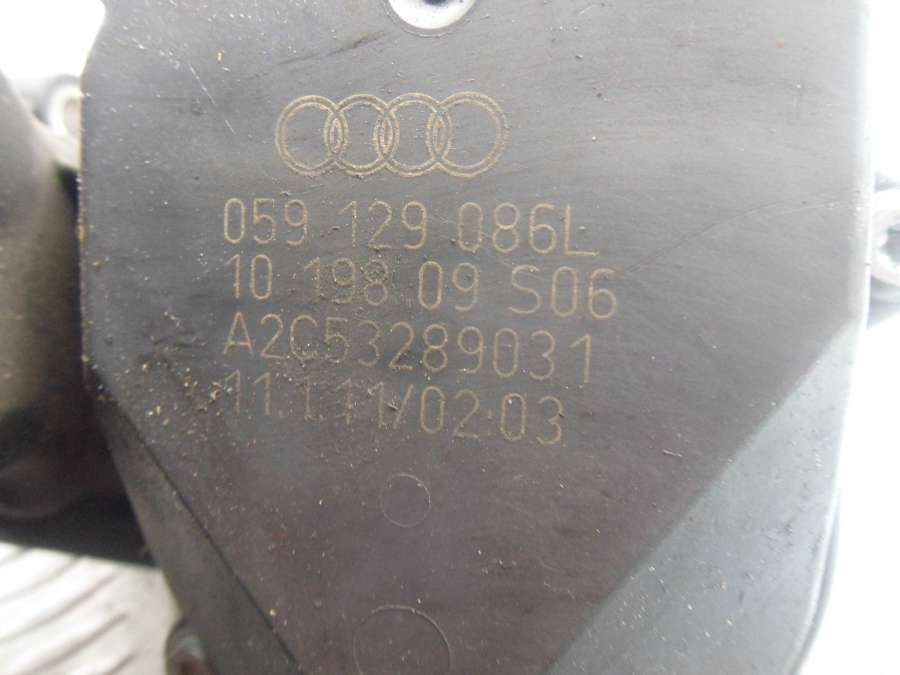 059 129 086L
10 198 09 S06
A2C53289031
11.1.11/02:03